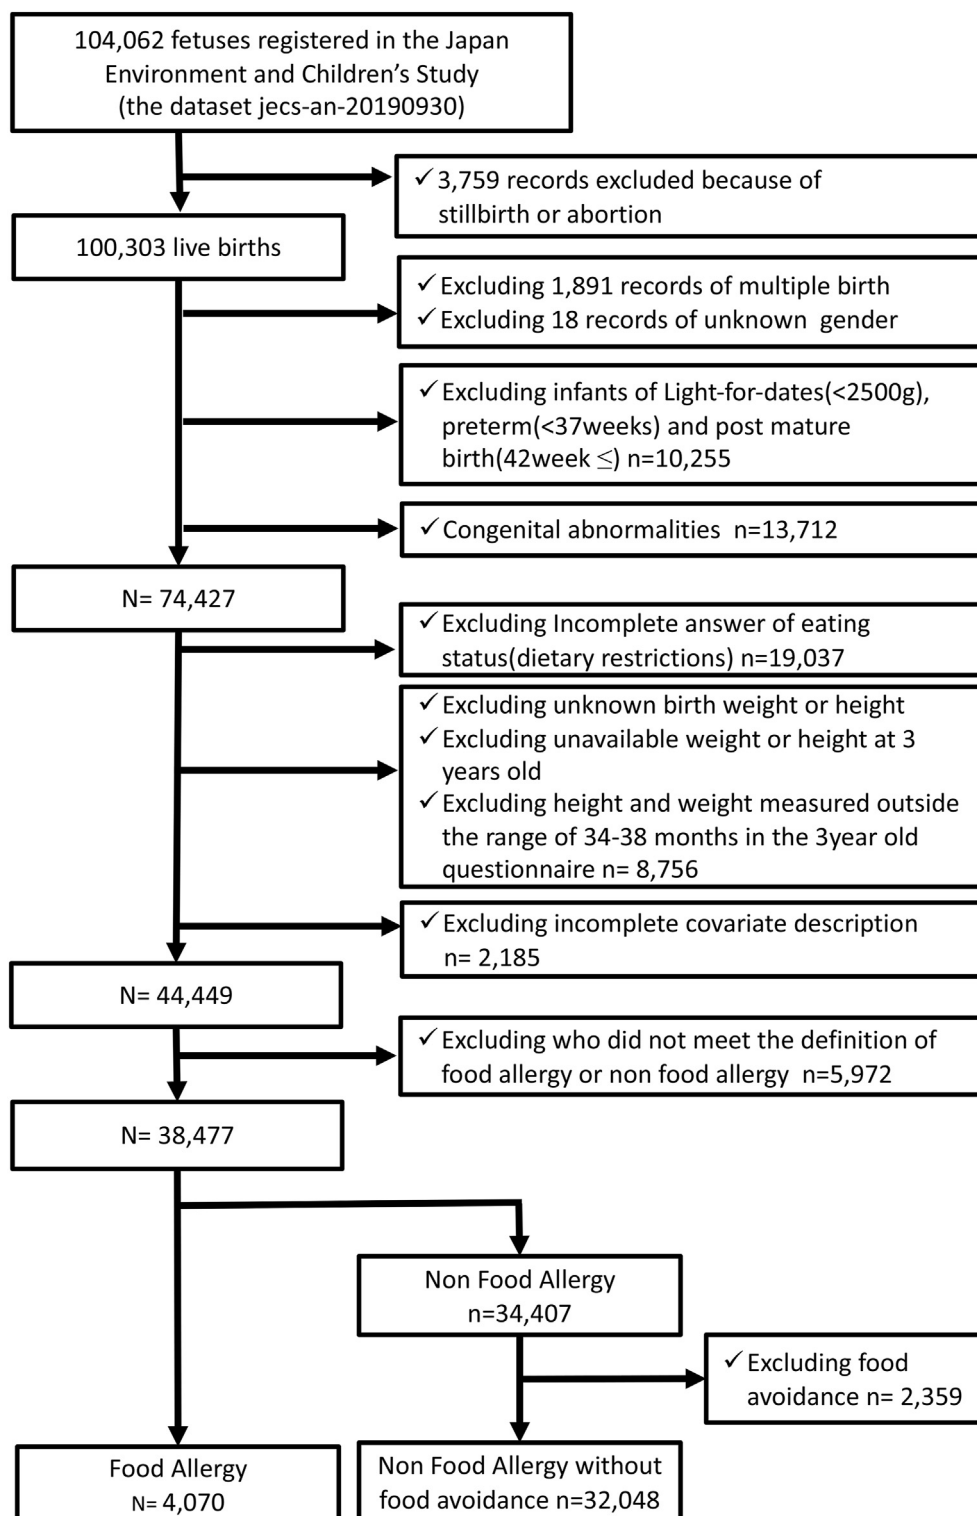 104,062 fetuses registered in the Japan
Environment and Children’s Study
(the dataset jecs-an-20190930)
✓ 3,759 records excluded because of
stillbirth or abortion
100,303 live births
✓ Excluding 1,891 records of multiple birth
✓ Excluding 18 records of unknown gender
✓ Excluding infants of Light-for-dates(<2500g),
preterm(<37weeks) and post mature
birth(42week ≤) n=10,255
✓ Congenital abnormalities n=13,712
N= 74,427
✓ Excluding Incomplete answer of eating
status(dietary restrictions) n=19,037
✓ Excluding unknown birth weight or height
✓ Excluding unavailable weight or height at 3
years old
✓ Excluding height and weight measured outside
the range of 34-38 months in the 3year old
questionnaire n= 8,756
✓ Excluding incomplete covariate description
n= 2,185
N= 44,449
✓ Excluding who did not meet the definition of
food allergy or non food allergy n=5,972
N= 38,477
Non Food Allergy
n=34,407
✓ Excluding food
avoidance n= 2,359
Food Allergy
N= 4,070
Non Food Allergy without
food avoidance n=32,048